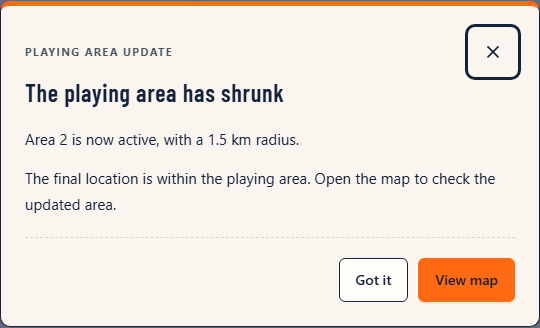 PLAYING AREA UPDATE
The playing area has shrunk
Area 2 is now active, with a 1.5 km radius.
The final location is within the playing area. Open the map to check the
updated area.
Got it
View map